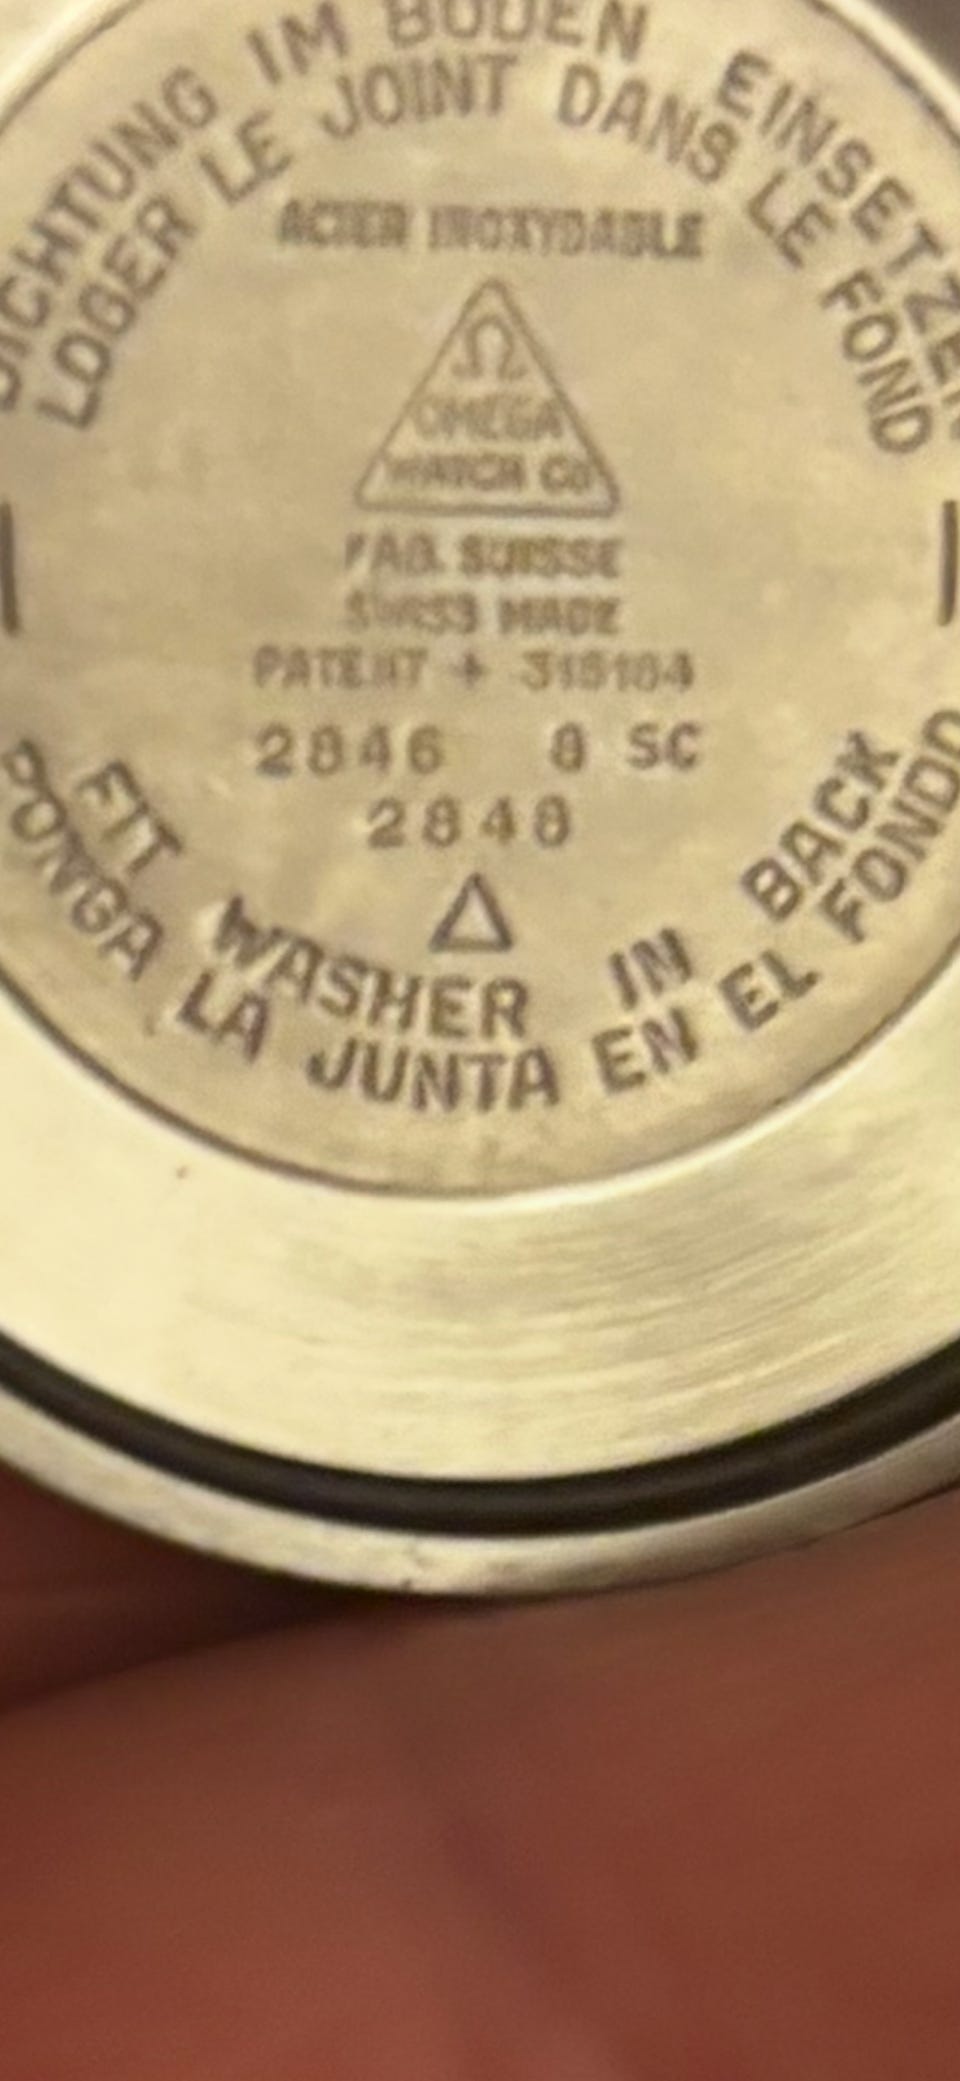 DICHTUNG IM BODEN EINSETZEN
LOGER LE JOINT DANS LE FOND
ACIER INOXYDABLE
Ω
OMEGA
WATCH CO
FAB. SUISSE
SWISS MADE
PATENT + 315164
2846 8 SC
2848
FIT WASHER IN BACK
PONGA LA JUNTA EN EL FONDO